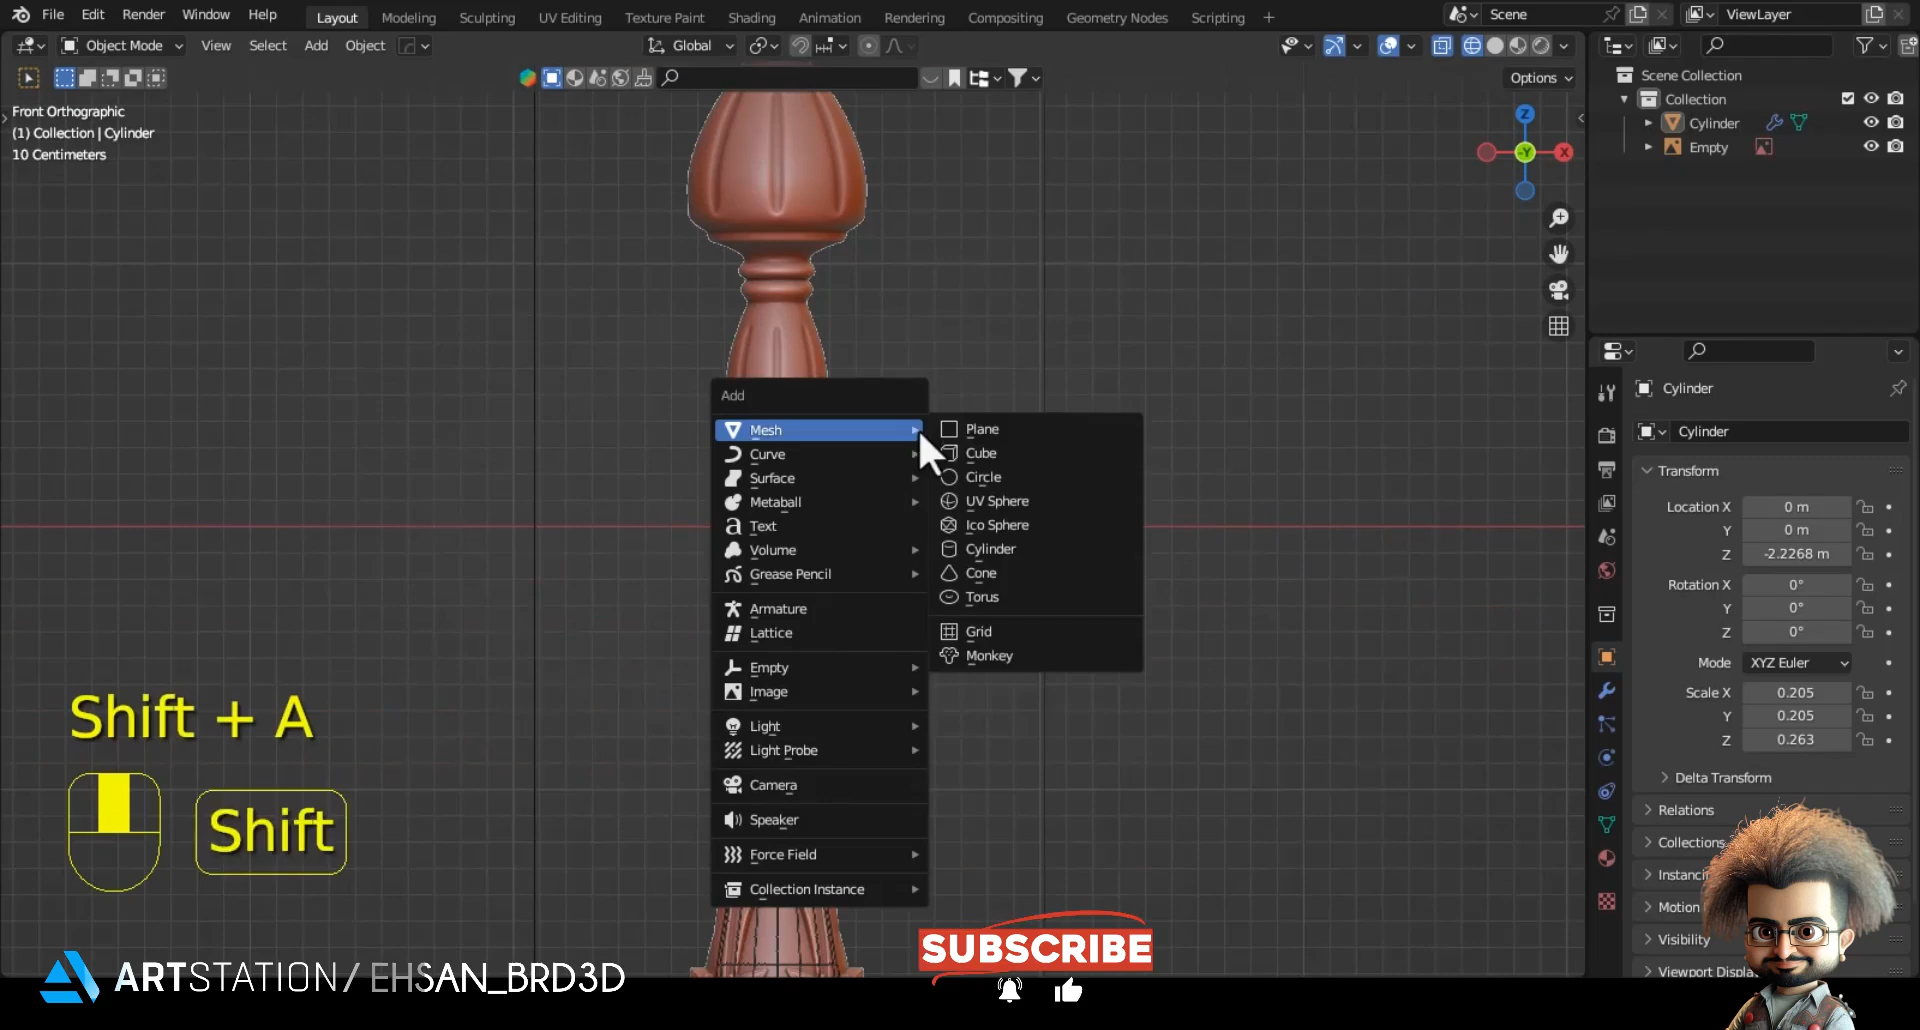 File Edit Render Window Help Layout Modeling Sculpting UV Editing Texture Paint Shading Animation Rendering Compositing Geometry Nodes Scripting + Scene ViewLayer
Object Mode View Select Add Object Global
Options
Front Orthographic
(1) Collection | Cylinder
10 Centimeters
Z
-Y
X
Scene Collection
Collection
Cylinder
Empty
Add
Mesh
Curve
Surface
Metaball
Text
Volume
Grease Pencil
Armature
Lattice
Empty
Image
Light
Light Probe
Camera
Speaker
Force Field
Collection Instance
Plane
Cube
Circle
UV Sphere
Ico Sphere
Cylinder
Cone
Torus
Grid
Monkey
Cylinder
Cylinder
Transform
Location X 0 m
Y 0 m
Z -2.2268 m
Rotation X 0°
Y 0°
Z 0°
Mode XYZ Euler
Scale X 0.205
Y 0.205
Z 0.263
Delta Transform
Relations
Collections
Instanci
Motion
Visibility
Viewport Displa
Shift + A
Shift
ARTSTATION/ EHSAN_BRD3D
SUBSCRIBE